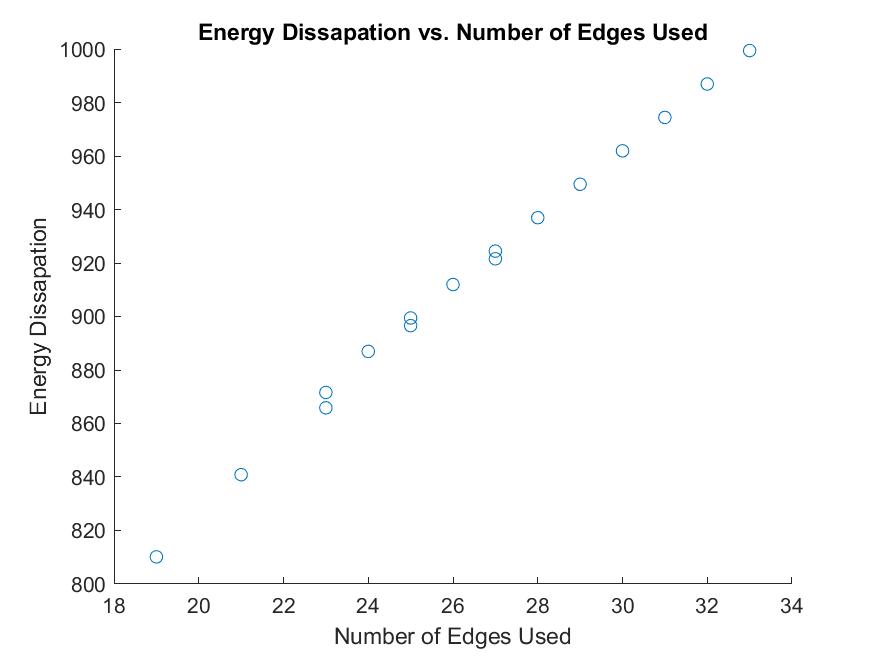 Energy Dissapation vs. Number of Edges Used
1000
980
960
940
920
900
880
860
840
820
800
Energy Dissapation
18 20 22 24 26 28 30 32 34
Number of Edges Used